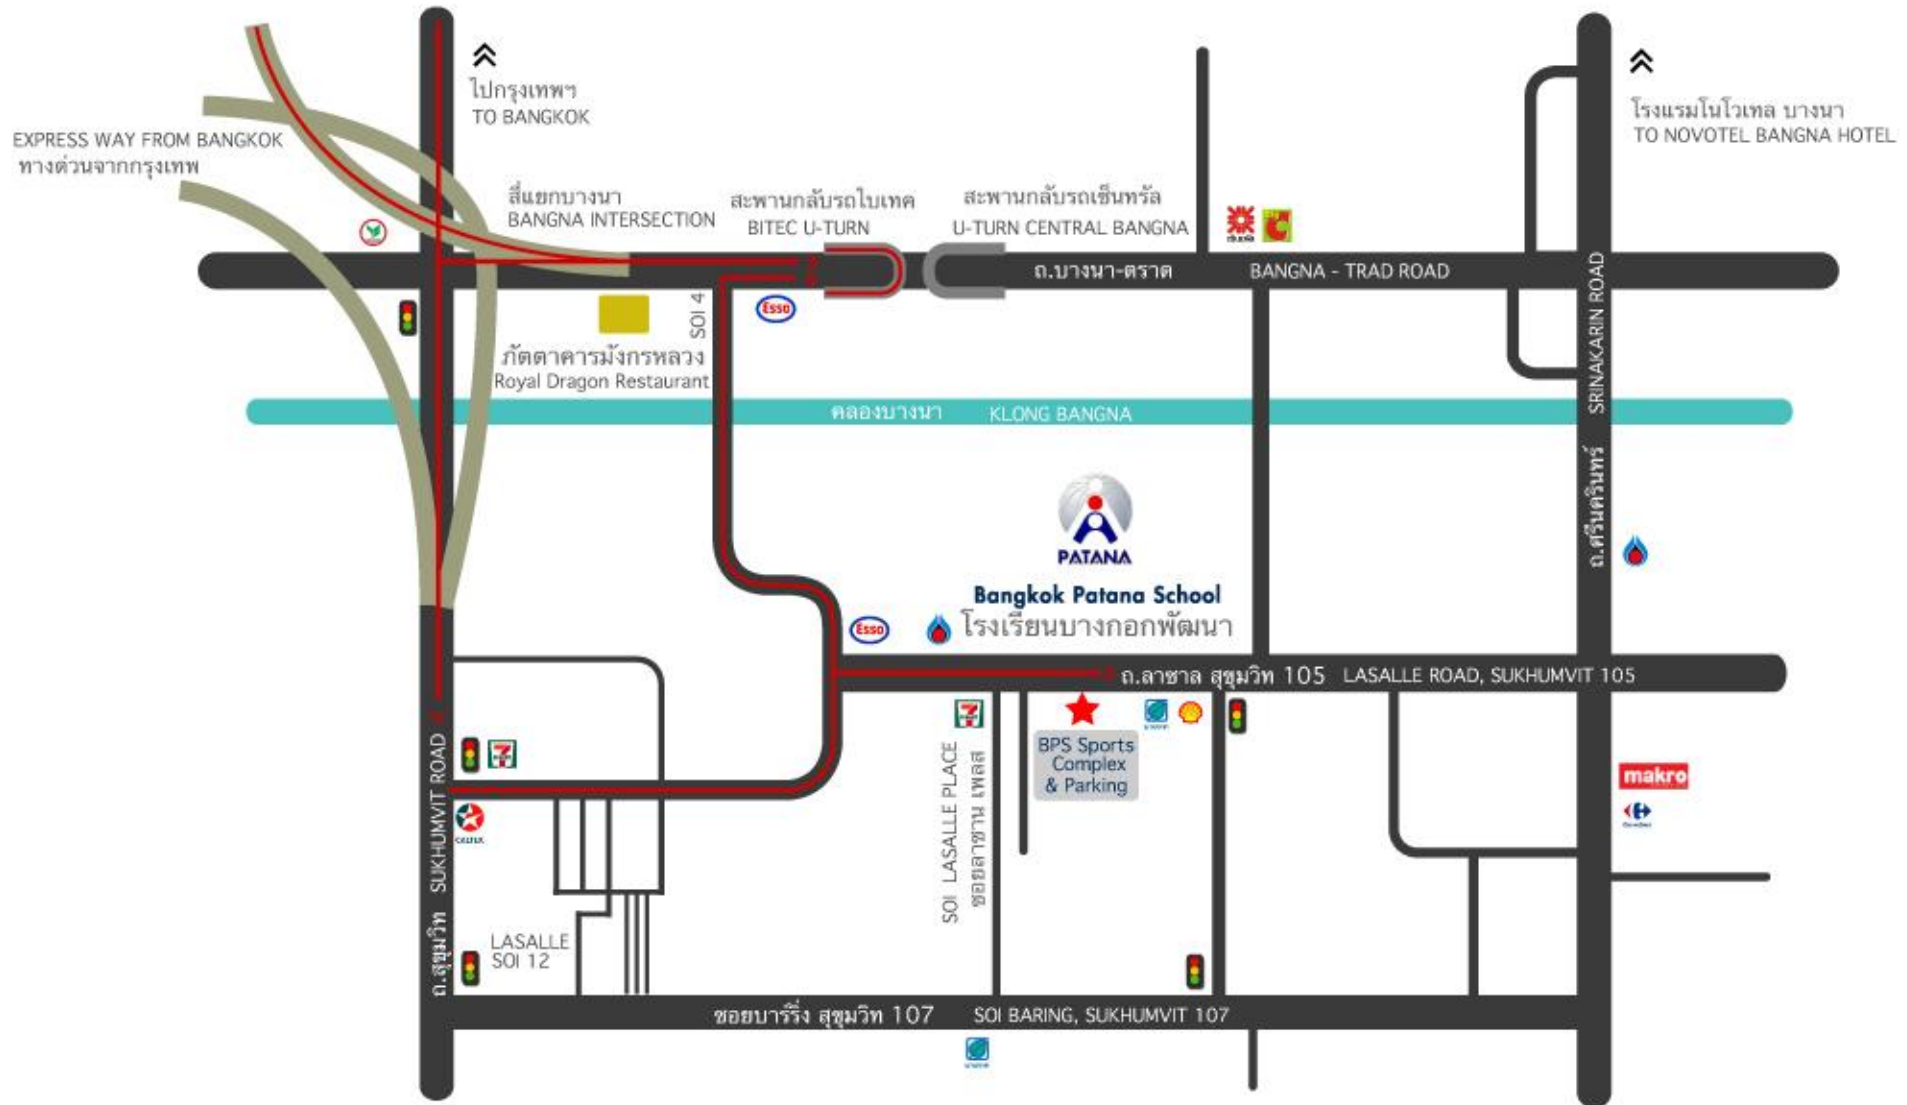 ไปกรุงเทพฯ
TO BANGKOK
โรงแรมโนโวเทล บางนา
TO NOVOTEL BANGNA HOTEL
EXPRESS WAY FROM BANGKOK
ทางด่วนจากกรุงเทพ
สี่แยกบางนา
BANGNA INTERSECTION
สะพานกลับรถไบเทค
BITEC U-TURN
สะพานกลับรถเซ็นทรัล
U-TURN CENTRAL BANGNA
ถ.บางนา-ตราด BANGNA - TRAD ROAD
SOI 4
Esso
ภัตตาคารมังกรหลวง
Royal Dragon Restaurant
SRINAKARIN ROAD
ถ.ศรีนครินทร์
คลองบางนา KLONG BANGNA
PATANA
Bangkok Patana School
โรงเรียนบางกอกพัฒนา
Esso
ถ.ลาซาล สุขุมวิท 105 LASALLE ROAD, SUKHUMVIT 105
BPS Sports
Complex
& Parking
SOI LASALLE PLACE
ซอยลาซาน เพลส
SUKHUMVIT ROAD
ถ.สุขุมวิท
CALTEX
makro
LASALLE
SOI 12
ซอยบาร์ริ่ง สุขุมวิท 107 SOI BARING, SUKHUMVIT 107